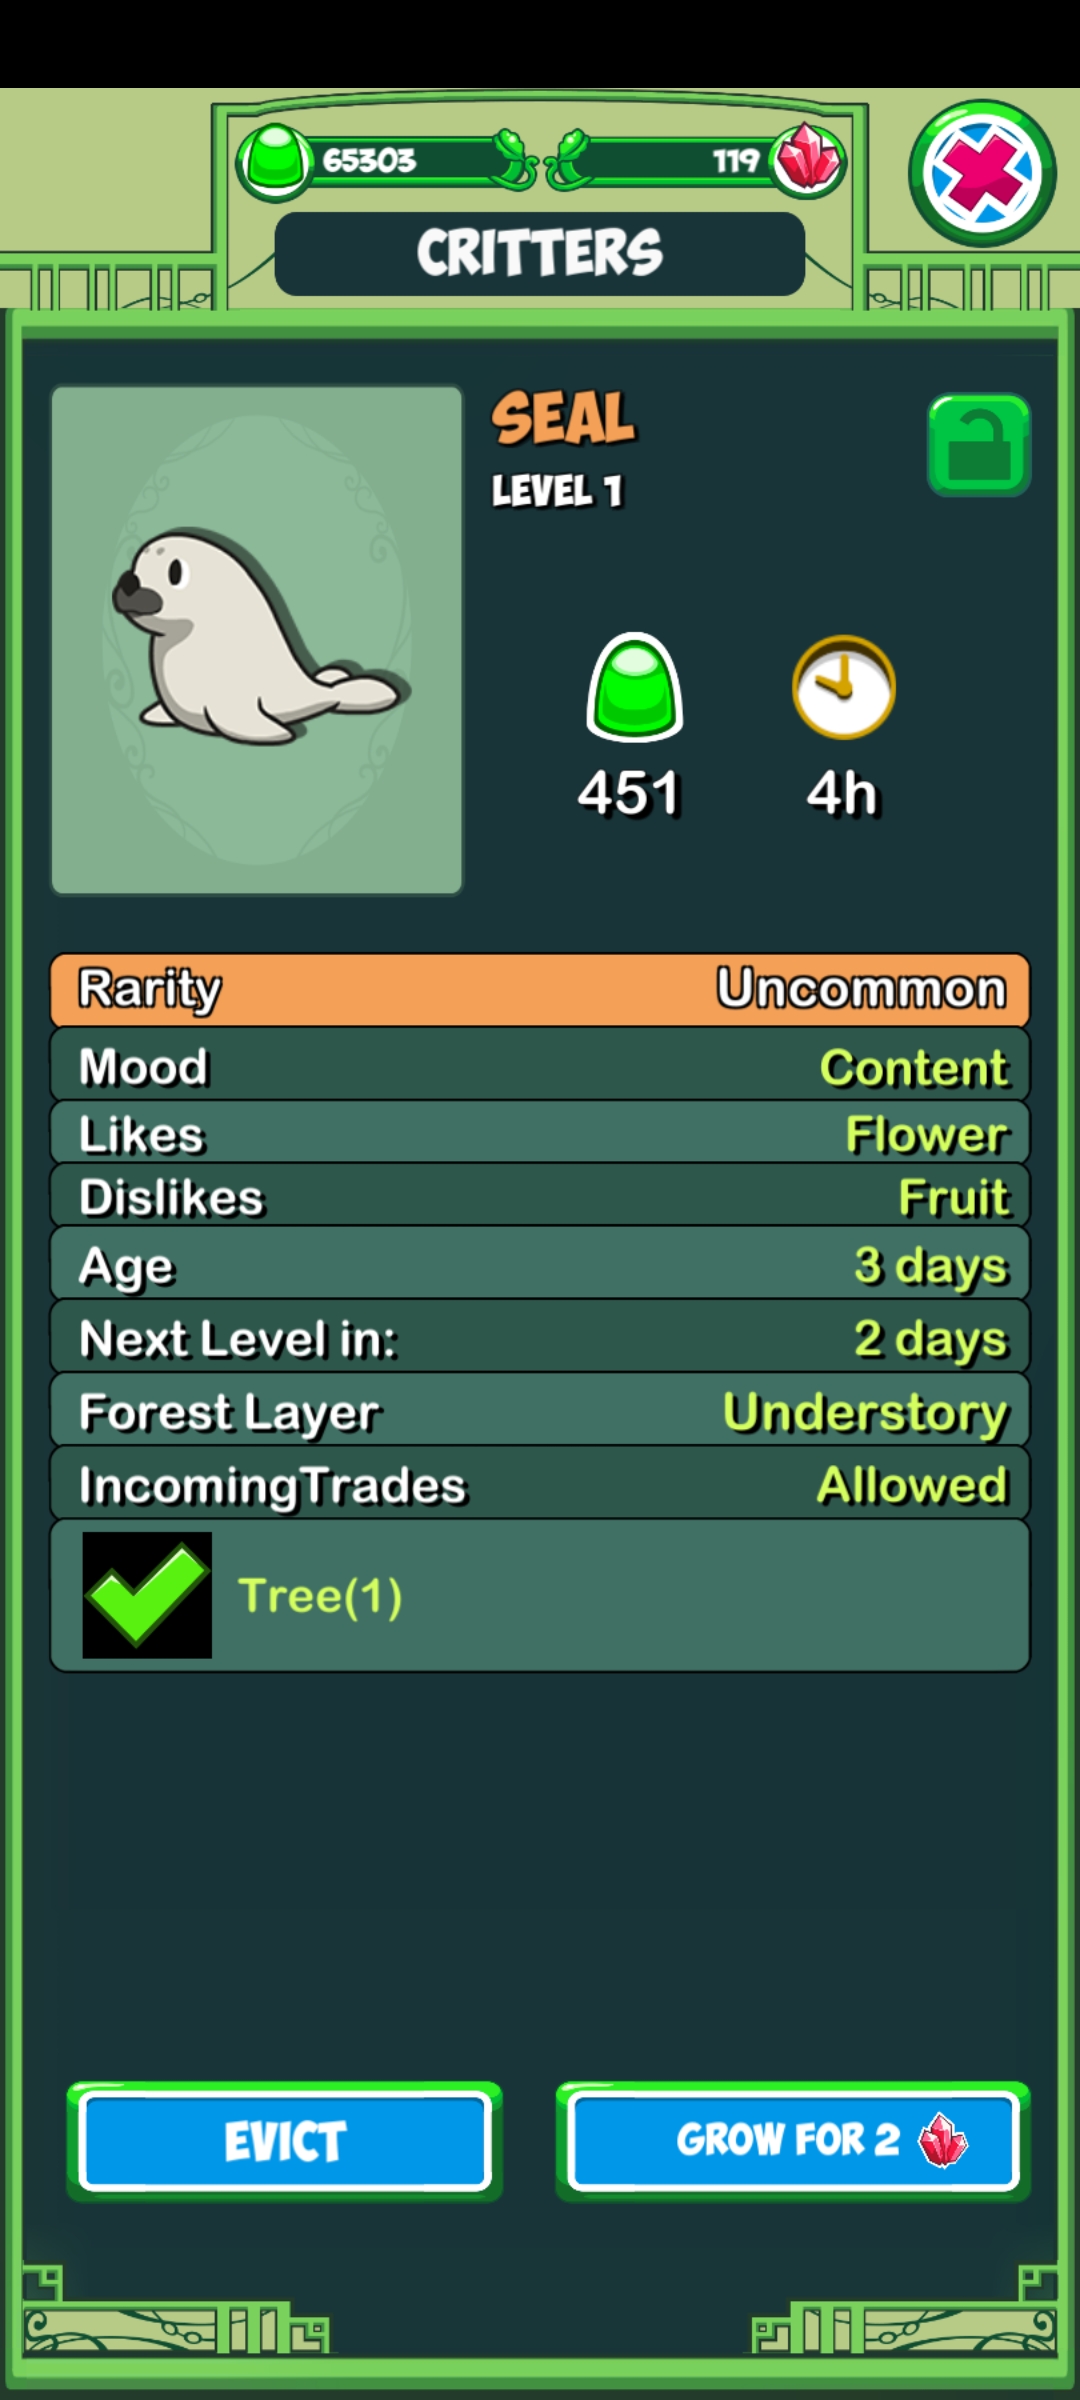 65303
119
CRITTERS
SEAL
LEVEL 1
451
4h
Rarity Uncommon
Mood Content
Likes Flower
Dislikes Fruit
Age 3 days
Next Level in: 2 days
Forest Layer Understory
IncomingTrades Allowed
Tree(1)
EVICT
GROW FOR 2